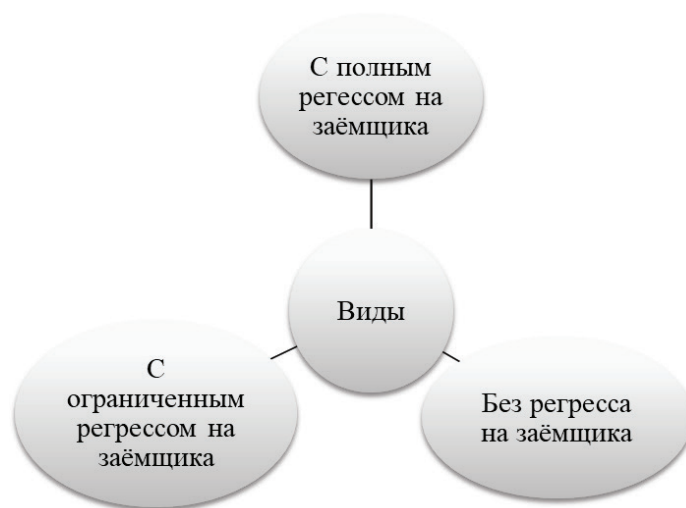 С полным
регессом на
заёмщика
Виды
С
ограниченным
регрессом на
заёмщика
Без регресса
на заёмщика